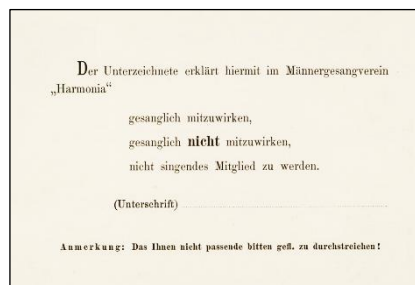 Der Unterzeichnete erklärt hiermit im Männergesangverein
„Harmonia“
gesanglich mitzuwirken,
gesanglich nicht mitzuwirken,
nicht singendes Mitglied zu werden.
(Unterschrift)
Anmerkung: Das Ihnen nicht passende bitten gefl. zu durchstreichen!